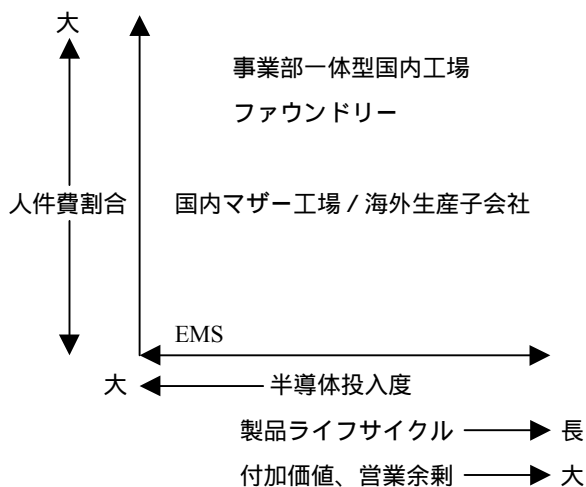 大
事業部一体型国内工場
ファウンドリー
人件費割合
国内マザー工場 / 海外生産子会社
EMS
大 半導体投入度
製品ライフサイクル 長
付加価値、営業余剰 大